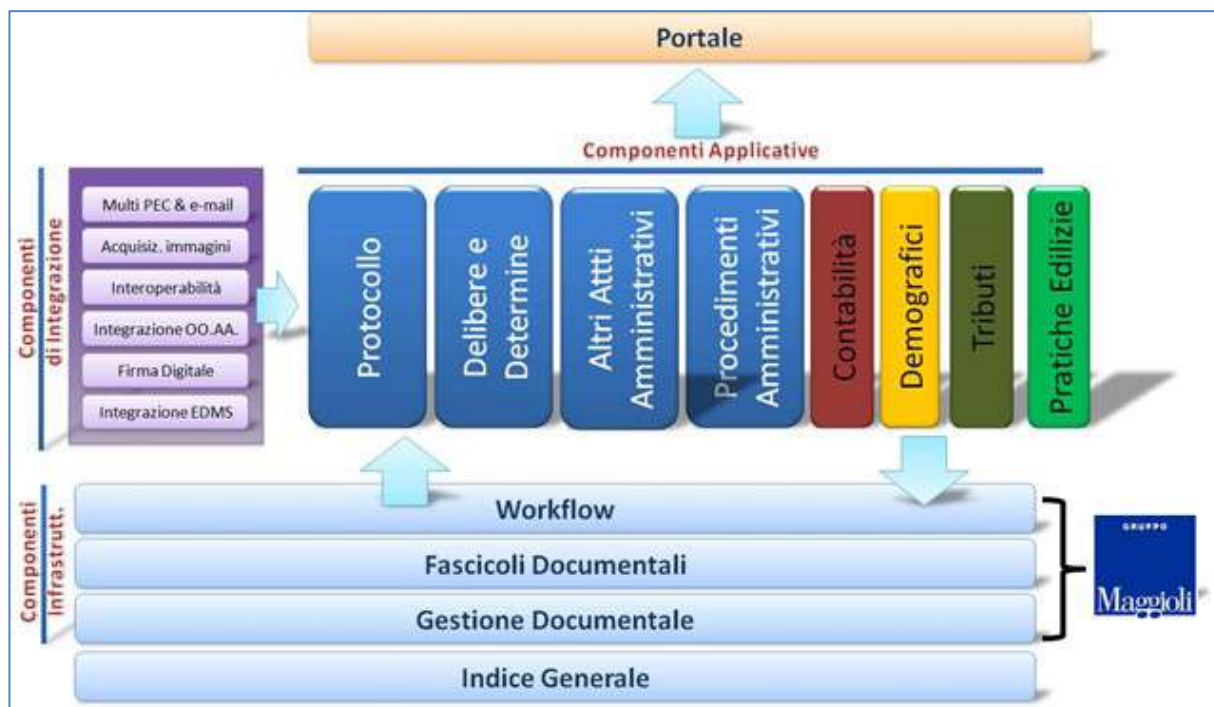 Portale
Componenti Applicative
Componenti
di Integrazione
Multi PEC & e-mail
Acquisiz. immagini
Interoperabilità
Integrazione OO.AA.
Firma Digitale
Integrazione EDMS
Protocollo
Delibere e
Determine
Altri Attti
Amministrativi
Procedimenti
Amministrativi
Contabilità
Demografici
Tributi
Pratiche Edilizie
Componenti
Infrastrutt.
Workflow
Fascicoli Documentali
Gestione Documentale
Indice Generale
GRUPPO
Maggioli